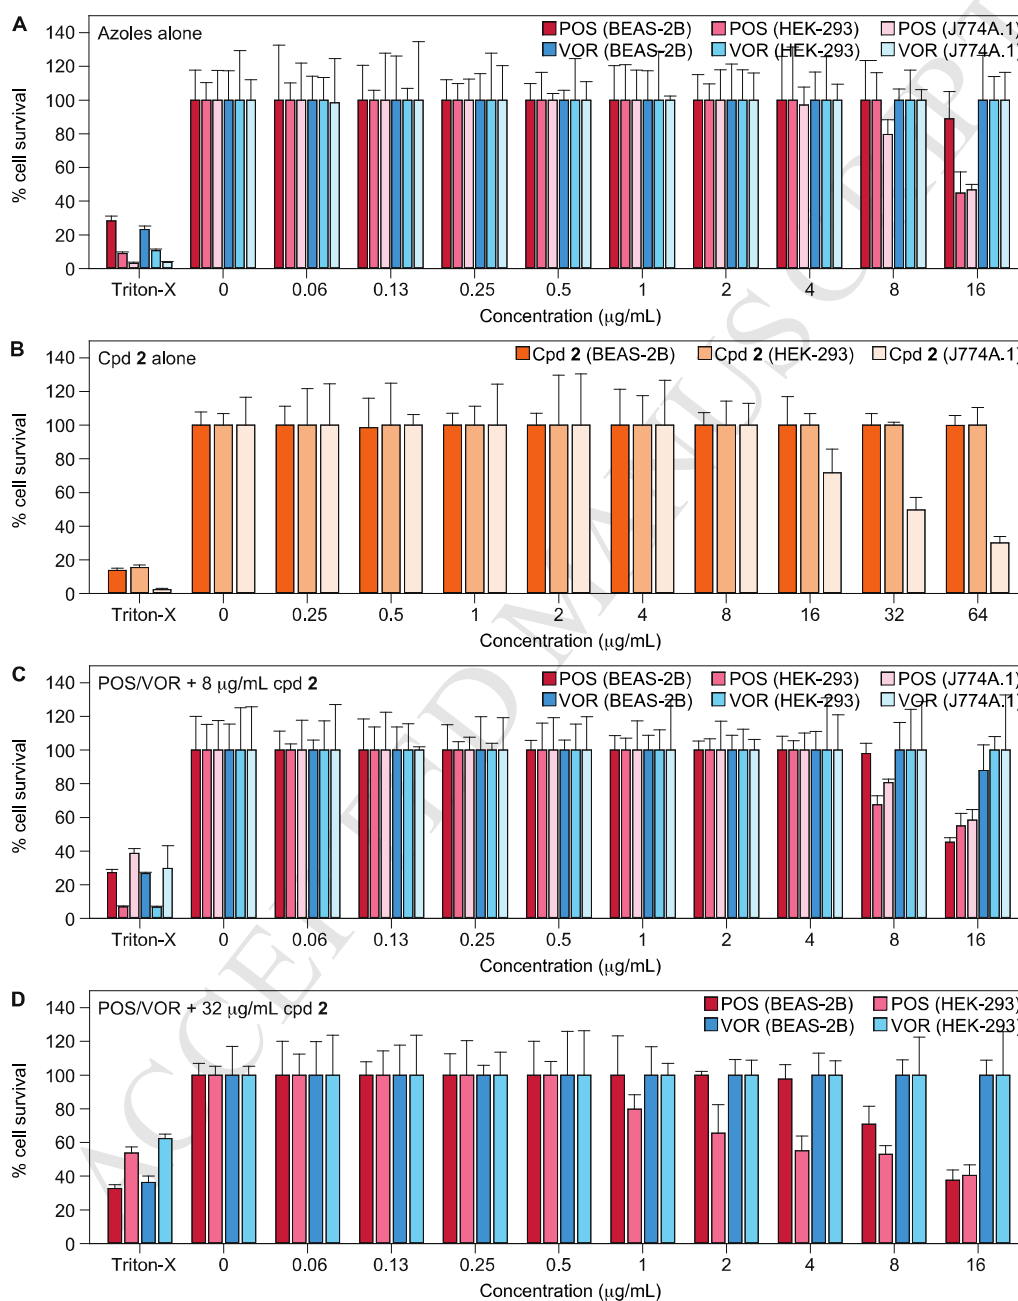 A
Azoles alone
POS (BEAS-2B) POS (HEK-293) POS (J774A.1)
VOR (BEAS-2B) VOR (HEK-293) VOR (J774A.1)
% cell survival
140
120
100
80
60
40
20
0
Triton-X 0 0.06 0.13 0.25 0.5 1 2 4 8 16
Concentration (μg/mL)
B
Cpd 2 alone
Cpd 2 (BEAS-2B) Cpd 2 (HEK-293) Cpd 2 (J774A.1)
% cell survival
140
120
100
80
60
40
20
0
Triton-X 0 0.25 0.5 1 2 4 8 16 32 64
Concentration (μg/mL)
C
POS/VOR + 8 μg/mL cpd 2
POS (BEAS-2B) POS (HEK-293) POS (J774A.1)
VOR (BEAS-2B) VOR (HEK-293) VOR (J774A.1)
% cell survival
140
120
100
80
60
40
20
0
Triton-X 0 0.06 0.13 0.25 0.5 1 2 4 8 16
Concentration (μg/mL)
D
POS/VOR + 32 μg/mL cpd 2
POS (BEAS-2B) POS (HEK-293)
VOR (BEAS-2B) VOR (HEK-293)
% cell survival
140
120
100
80
60
40
20
0
Triton-X 0 0.06 0.13 0.25 0.5 1 2 4 8 16
Concentration (μg/mL)
ACCEPTED MANUSCRIPT